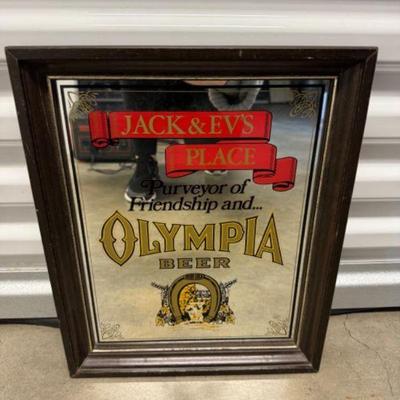 JACK & EV'S
PLACE
Purveyor of
Friendship and...
OLYMPIA
BEER